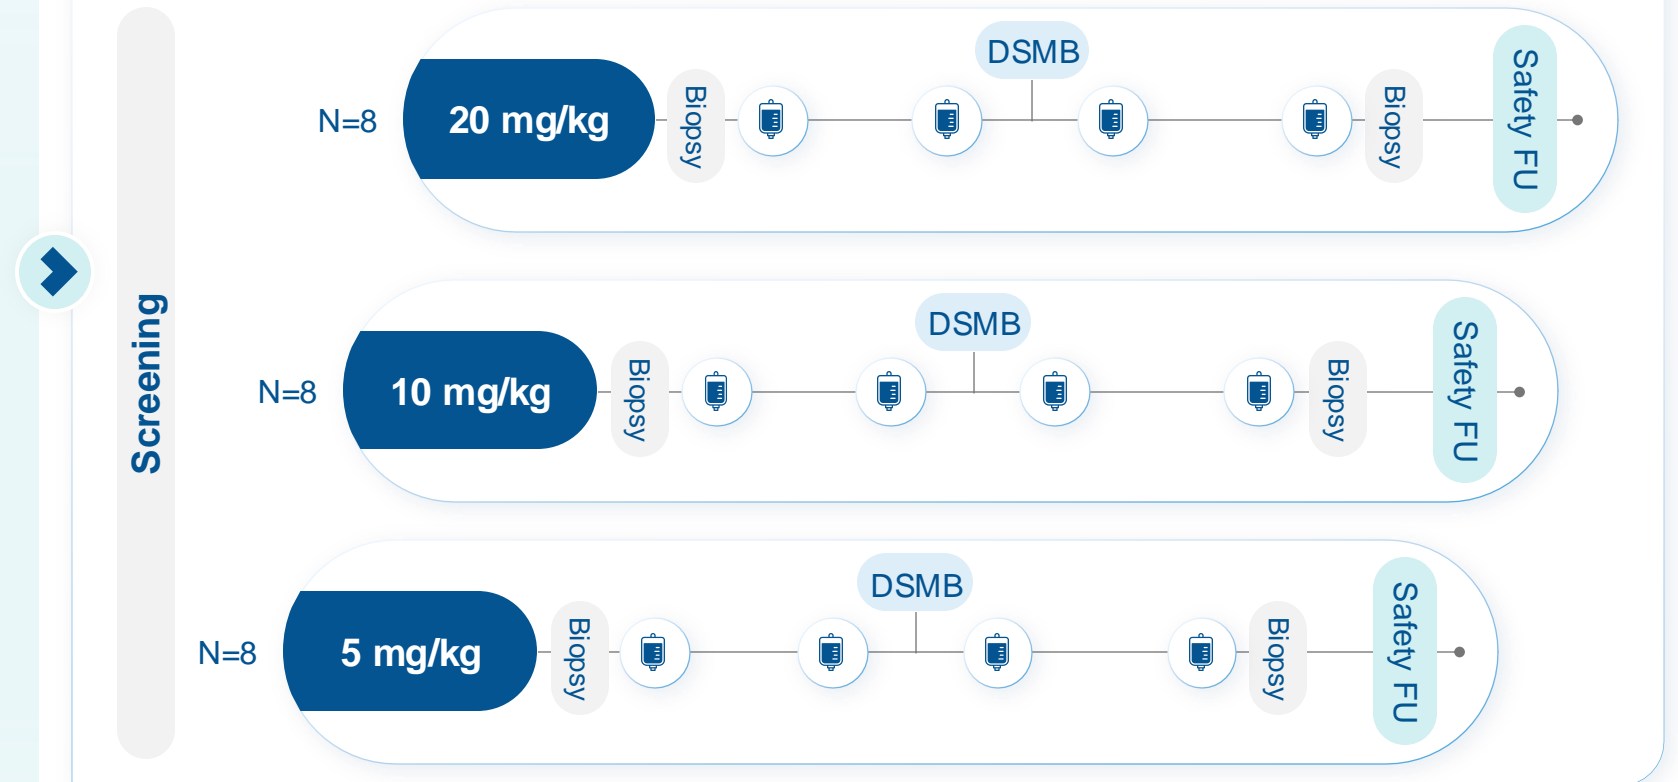 Screening
N=8
20 mg/kg
Biopsy
DSMB
Biopsy
Safety FU
N=8
10 mg/kg
Biopsy
DSMB
Biopsy
Safety FU
N=8
5 mg/kg
Biopsy
DSMB
Biopsy
Safety FU